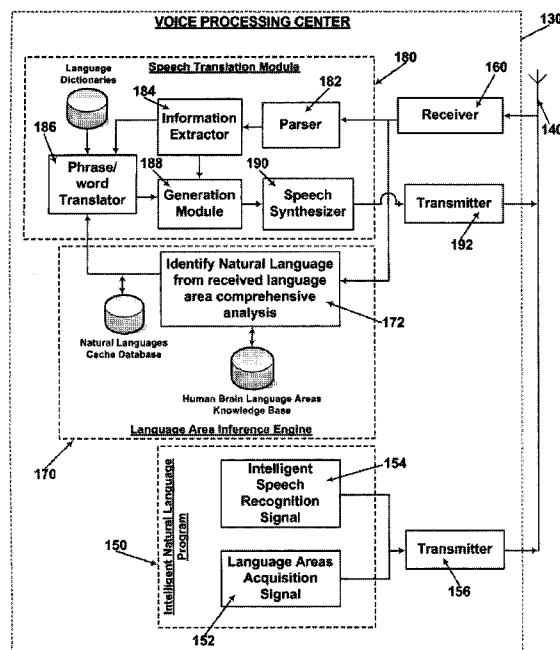 VOICE PROCESSING CENTER
130
Language
Dictionaries
Speech Translation Module
180
184
182
160
186
Information
Extractor
Parser
Receiver
140
Phrase/
word
Translator
188
190
Generation
Module
Speech
Synthesizer
Transmitter
192
Identify Natural Language
from received language
area comprehensive
analysis
172
Natural Languages
Cache Database
Human Brain Language Areas
Knowledge Base
Language Area Inference Engine
170
154
Intelligent Natural Language
Program
Intelligent
Speech
Recognition
Signal
150
Transmitter
156
Language Areas
Acquisition
Signal
152